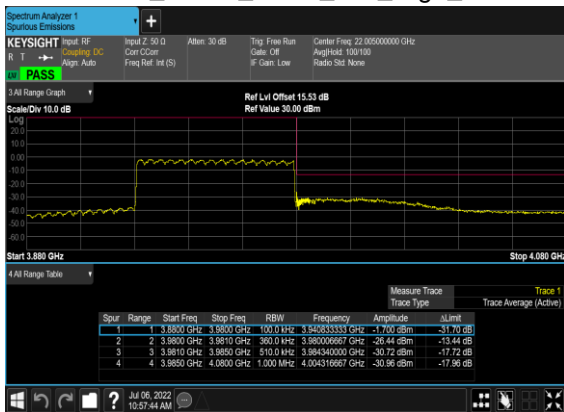 Spectrum Analyzer 1
Spurious Emissions
KEYSIGHT Input: RF Input Z: 50 Ω Atten: 30 dB Trig: Free Run Center Freq: 22.005000000 GHz
R T Coupling: DC Corr CCorr Gate: Off Avg|Hold: 100/100
Align: Auto Freq Ref: Int (S) IF Gain: Low Radio Std: None
PASS
3 All Range Graph
Ref Lvl Offset 15.53 dB
Scale/Div 10.0 dB Ref Value 30.00 dBm
Log
20.0
10.0
0.00
-10.0
-20.0
-30.0
-40.0
-50.0
-60.0
Start 3.880 GHz Stop 4.080 GHz
4 All Range Table
Measure Trace Trace 1
Trace Type Trace Average (Active)
Spur Range Start Freq Stop Freq RBW Frequency Amplitude ΔLimit
1 1 3.8800 GHz 3.9800 GHz 100.0 kHz 3.940833333 GHz -1.700 dBm -31.70 dB
2 2 3.9800 GHz 3.9810 GHz 360.0 kHz 3.980006667 GHz -26.44 dBm -13.44 dB
3 3 3.9810 GHz 3.9850 GHz 510.0 kHz 3.984340000 GHz -30.72 dBm -17.72 dB
4 4 3.9850 GHz 4.0800 GHz 1.000 MHz 4.004316667 GHz -30.96 dBm -17.96 dB
Jul 06, 2022
10:57:44 AM